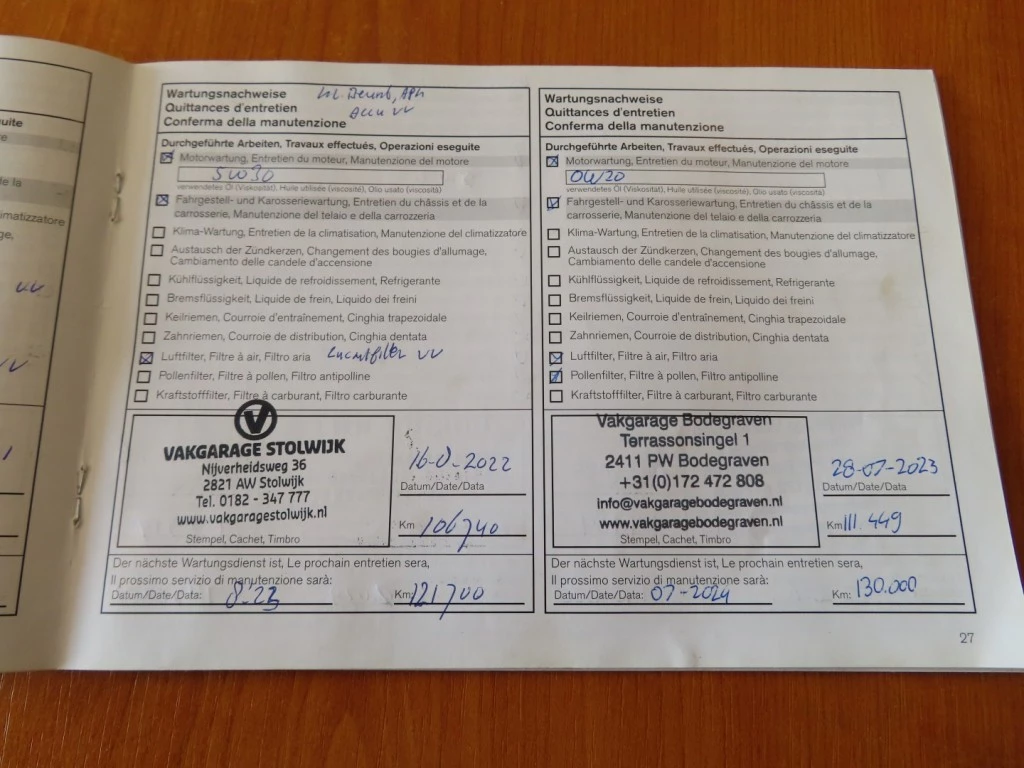 uite
e la
imatizzatore
ge,
vv
Wartungsnachweise
Quittances d'entretien
Accu vv
Conferma della manutenzione
Durchgeführte Arbeiten, Travaux effectués, Operazioni eseguite
Motorwartung, Entretien du moteur, Manutenzione del motore
5W30
verwendetes Öl (Viskosität), Huile utilisée (viscosité), Olio usato (viscosità)
Fahrgestell- und Karosseriewartung, Entretien du châssis et de la
carrosserie, Manutenzione del telaio e della carrozzeria
Klima-Wartung, Entretien de la climatisation, Manutenzione del climatizzatore
Austausch der Zündkerzen, Changement des bougies d'allumage,
Cambiamento delle candele d'accensione
Kühlflüssigkeit, Liquide de refroidissement, Refrigerante
Bremsflüssigkeit, Liquide de frein, Liquido dei freini
Keilriemen, Courroie d'entraînement, Cinghia trapezoidale
Zahnriemen, Courroie de distribution, Cinghia dentata
Luftfilter, Filtre à air, Filtro aria Luchtfilter vv
Pollenfilter, Filtre à pollen, Filtro antipolline
Kraftstofffilter, Filtre à carburant, Filtro carburante
V
VAKGARAGE STOLWIJK
Nijverheidsweg 36
2821 AW Stolwijk
Tel. 0182 - 347 777
www.vakgaragestolwijk.nl
Stempel, Cachet, Timbro
2022
Datum/Date/Data
Km 106740
Der nächste Wartungsdienst ist, Le prochain entretien sera,
Il prossimo servizio di manutenzione sarà:
Datum/Date/Data: 8'23 Km: 121700
Wartungsnachweise
Quittances d'entretien
Conferma della manutenzione
Durchgeführte Arbeiten, Travaux effectués, Operazioni eseguite
Motorwartung, Entretien du moteur, Manutenzione del motore
0W20
verwendetes Öl (Viskosität), Huile utilisée (viscosité), Olio usato (viscosità)
Fahrgestell- und Karosseriewartung, Entretien du châssis et de la
carrosserie, Manutenzione del telaio e della carrozzeria
Klima-Wartung, Entretien de la climatisation, Manutenzione del climatizzatore
Austausch der Zündkerzen, Changement des bougies d'allumage,
Cambiamento delle candele d'accensione
Kühlflüssigkeit, Liquide de refroidissement, Refrigerante
Bremsflüssigkeit, Liquide de frein, Liquido dei freini
Keilriemen, Courroie d'entraînement, Cinghia trapezoidale
Zahnriemen, Courroie de distribution, Cinghia dentata
Luftfilter, Filtre à air, Filtro aria
Pollenfilter, Filtre à pollen, Filtro antipolline
Kraftstofffilter, Filtre à carburant, Filtro carburante
Vakgarage Bodegraven
Terrassonsingel 1
2411 PW Bodegraven
+31(0)172 472 808
info@vakgaragebodegraven.nl
www.vakgaragebodegraven.nl
Stempel, Cachet, Timbro
28-07-2023
Datum/Date/Data
Km 111.449
Der nächste Wartungsdienst ist, Le prochain entretien sera,
Il prossimo servizio di manutenzione sarà:
Datum/Date/Data: 07-2024 Km: 130.000
27